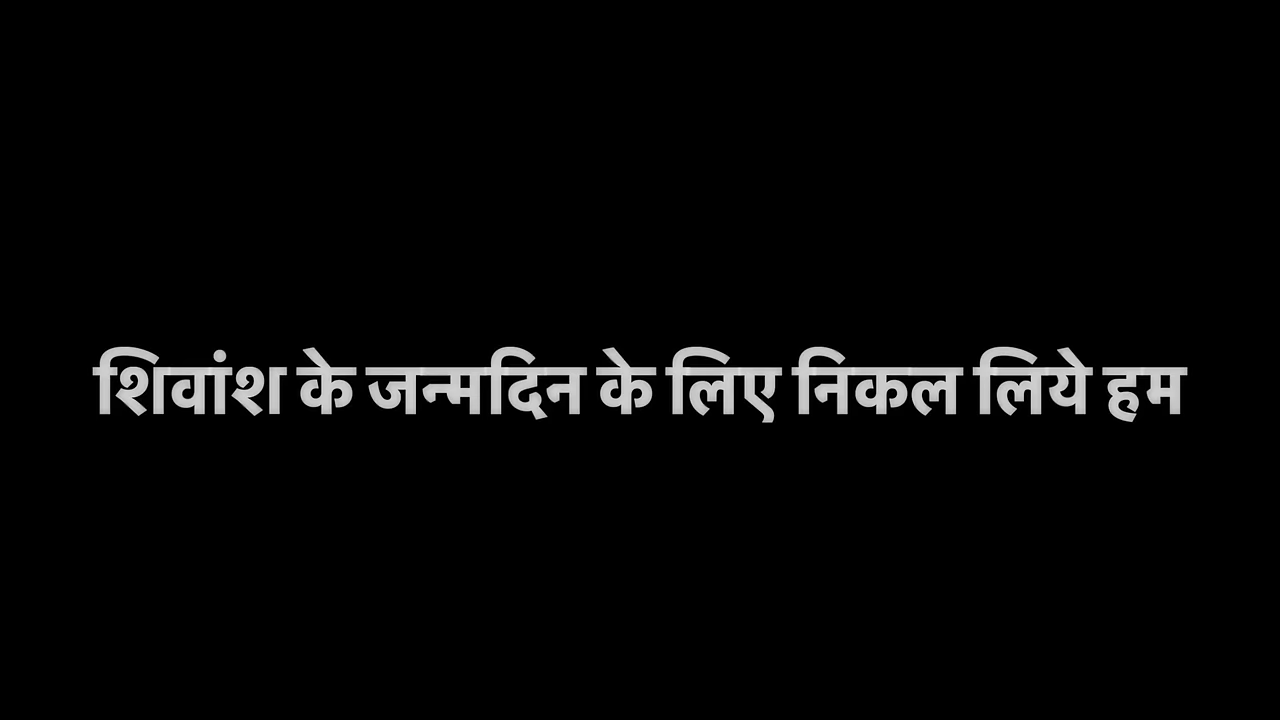 शिवांश के जन्मदिन के लिए निकल लिये हम